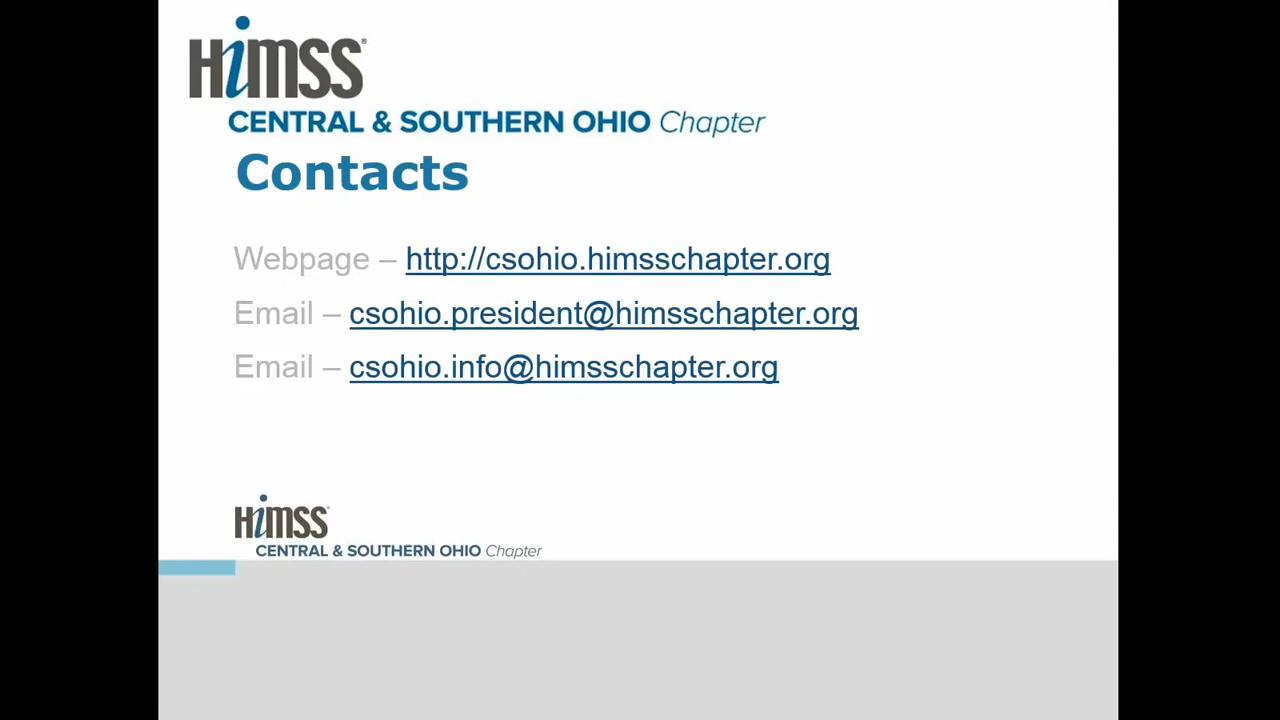 HiMSS®
CENTRAL & SOUTHERN OHIO Chapter
Contacts
Webpage – http://csohio.himsschapter.org
Email – csohio.president@himsschapter.org
Email – csohio.info@himsschapter.org
HiMSS®
CENTRAL & SOUTHERN OHIO Chapter